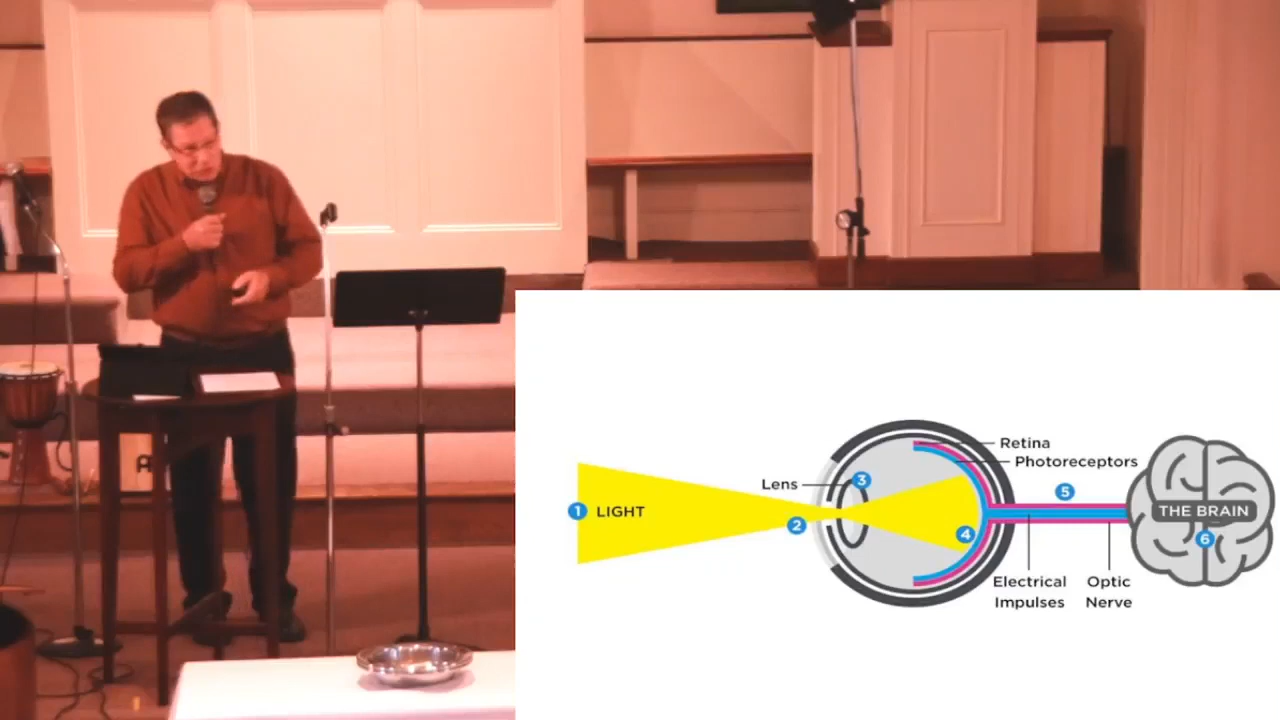 Retina
Photoreceptors
Lens
3
5
1 LIGHT
2
4
THE BRAIN
6
Electrical
Impulses
Optic
Nerve